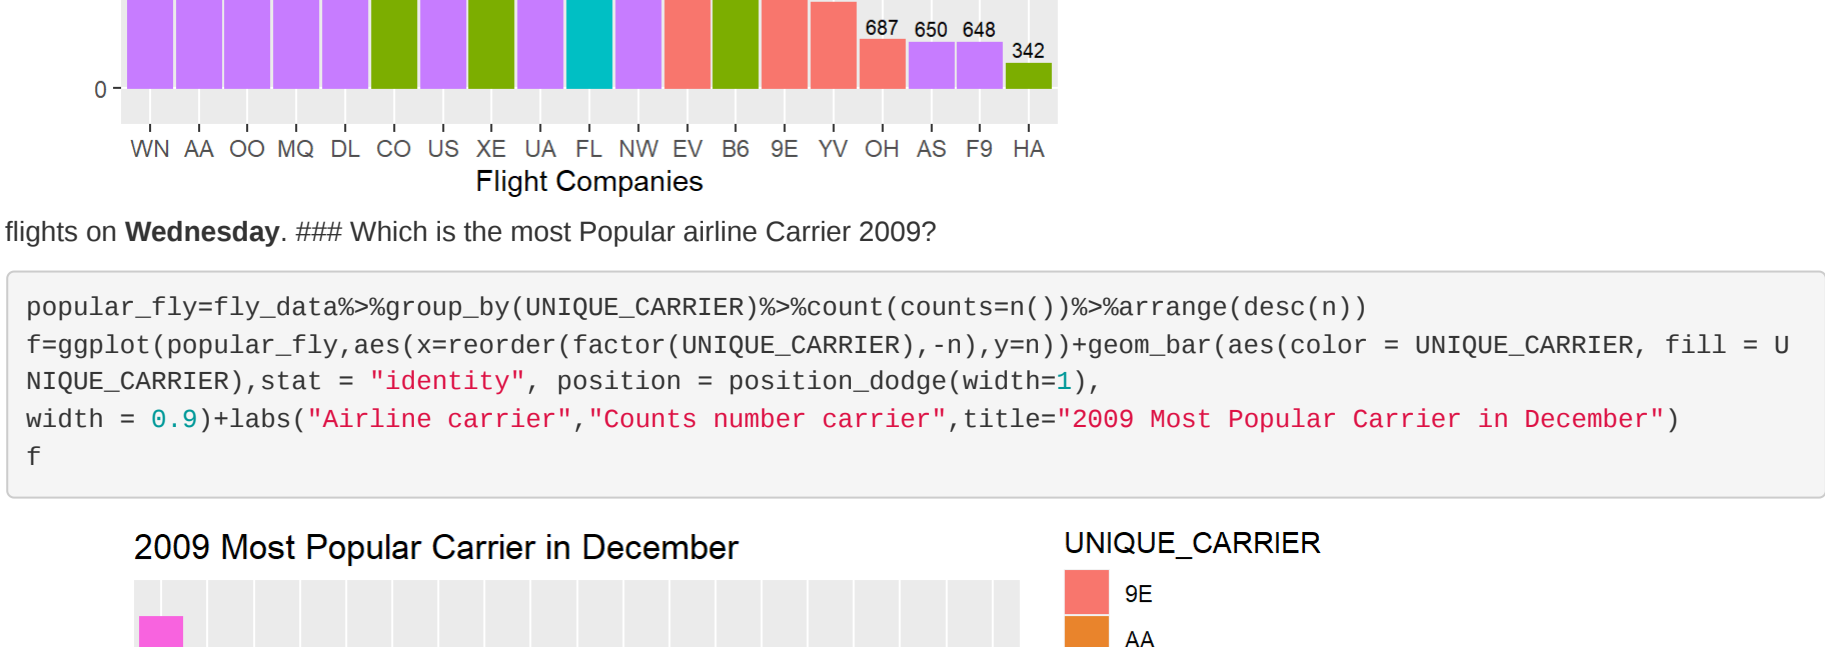 687 650 648
342
0
WN AA OO MQ DL CO US XE UA FL NW EV B6 9E YV OH AS F9 HA
Flight Companies
flights on Wednesday. ### Which is the most Popular airline Carrier 2009?
popular_fly=fly_data%>%group_by(UNIQUE_CARRIER)%>%count(counts=n())%>%arrange(desc(n))
f=ggplot(popular_fly,aes(x=reorder(factor(UNIQUE_CARRIER),-n),y=n))+geom_bar(aes(color = UNIQUE_CARRIER, fill = U
NIQUE_CARRIER),stat = "identity", position = position_dodge(width=1),
width = 0.9)+labs("Airline carrier","Counts number carrier",title="2009 Most Popular Carrier in December")
f
2009 Most Popular Carrier in December
UNIQUE_CARRIER
9E
AA